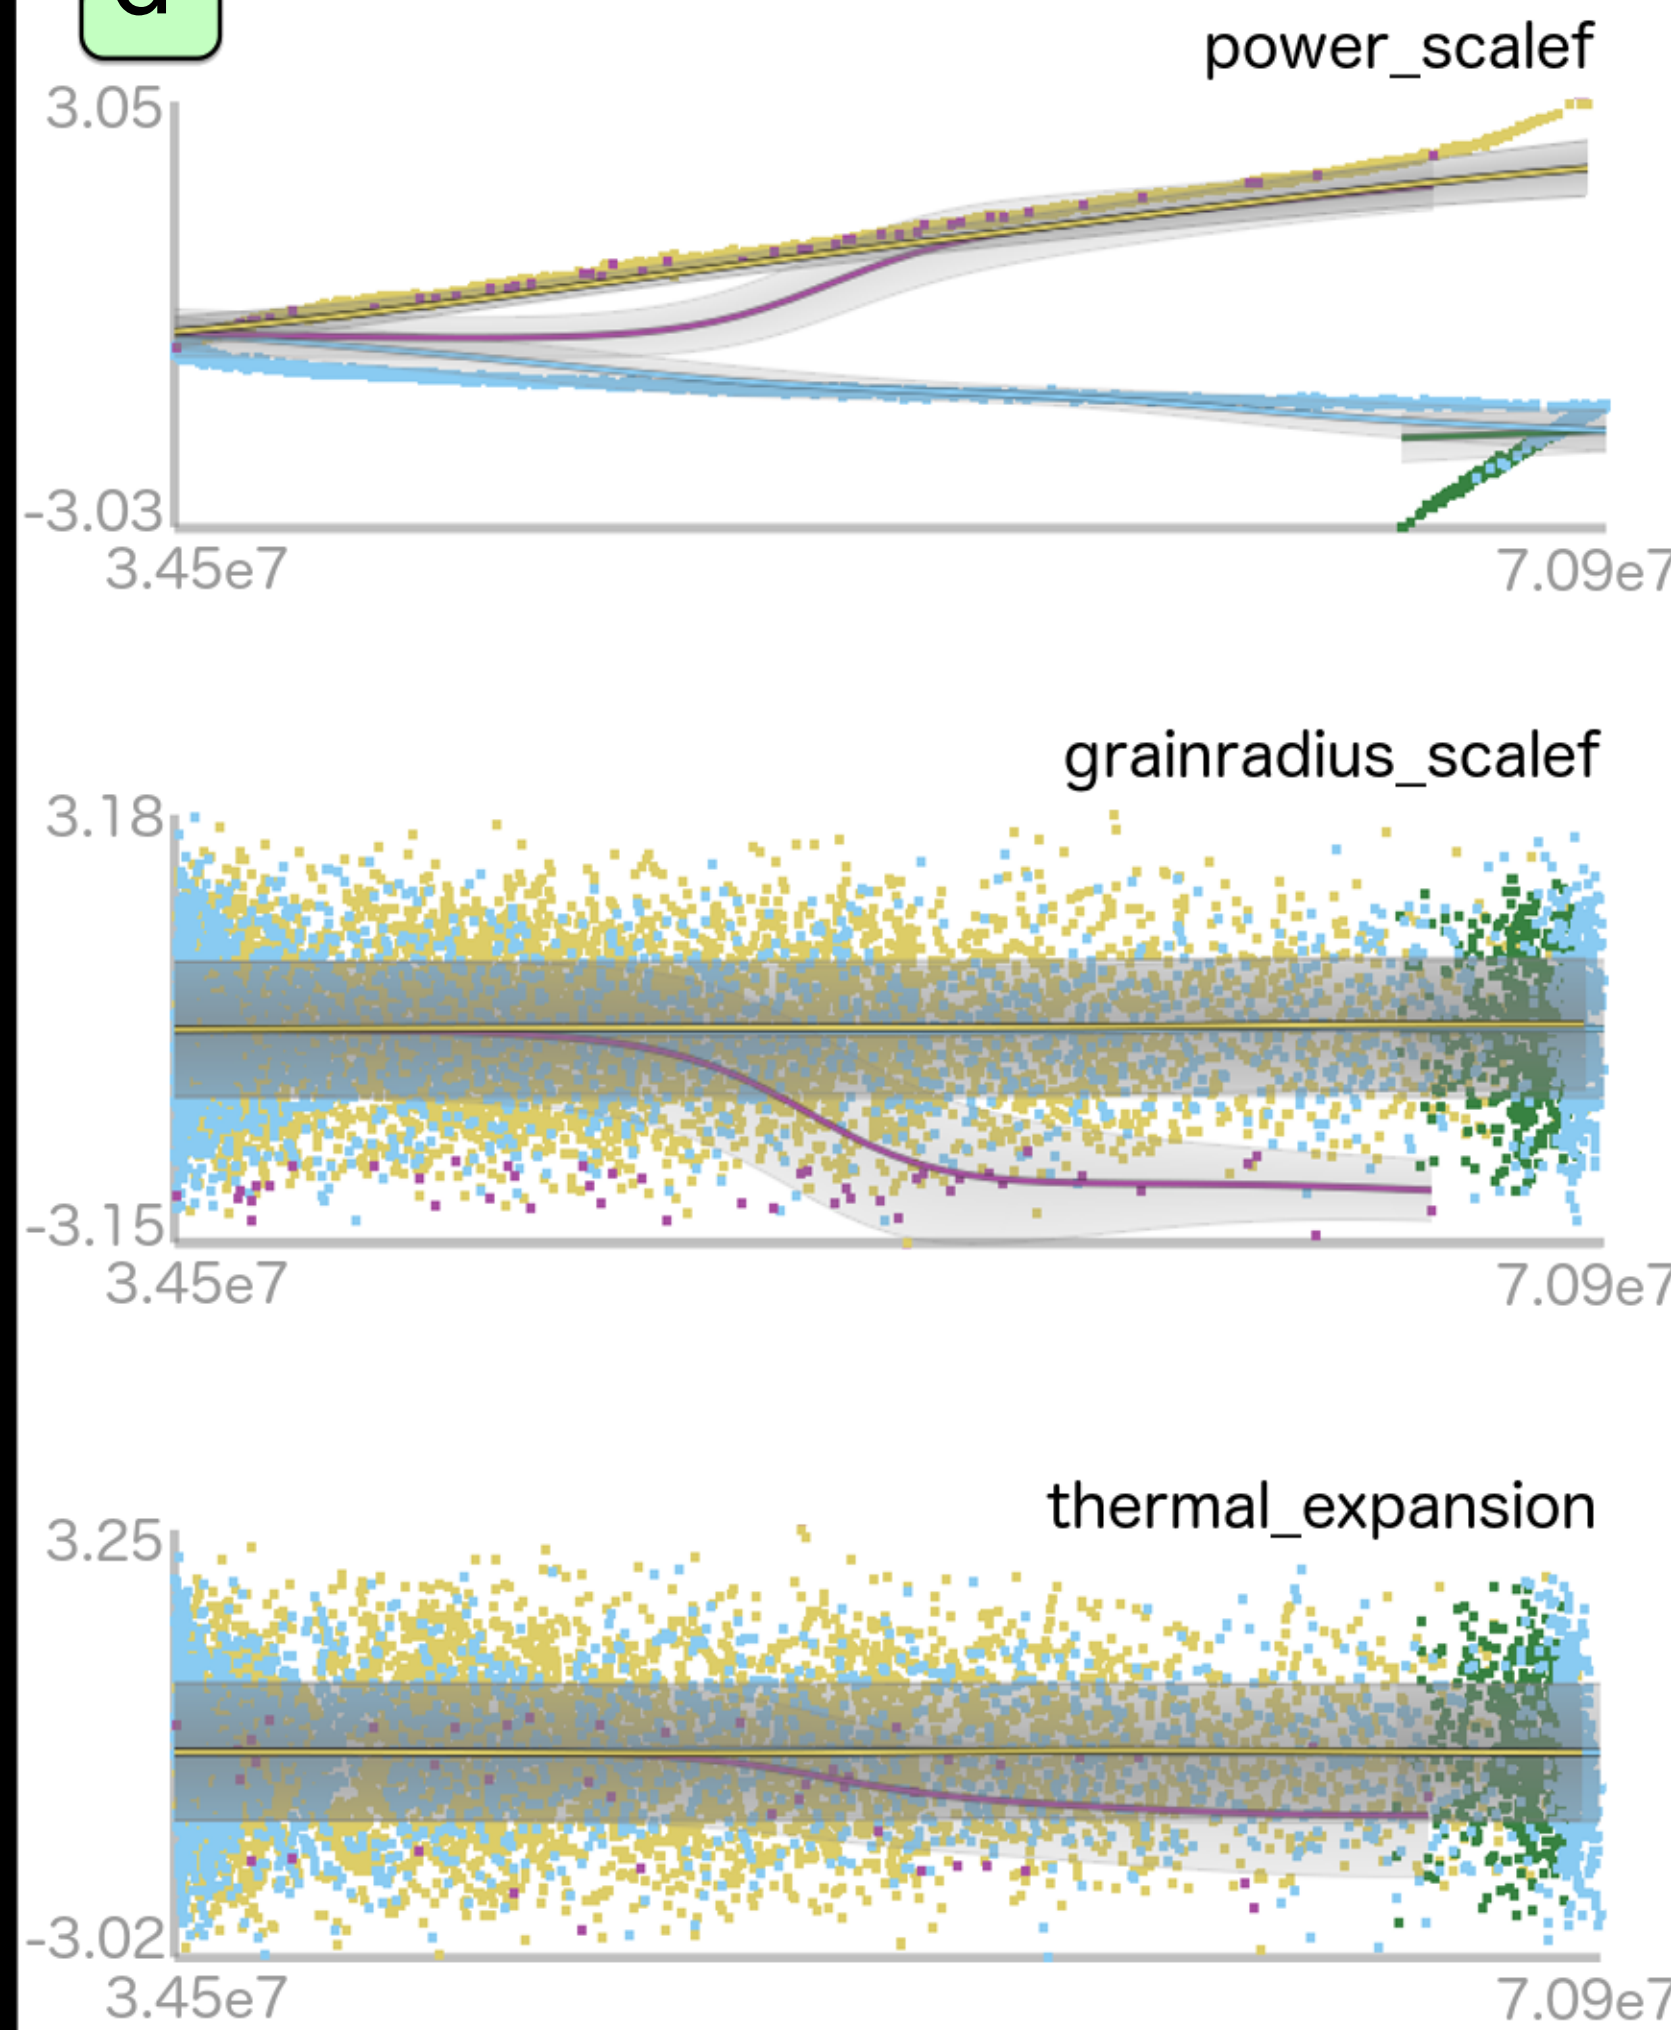 power_scalef
3.05
-3.03
3.45e7
7.09e7
grainradius_scalef
3.18
-3.15
3.45e7
7.09e7
thermal_expansion
3.25
-3.02
3.45e7
7.09e7